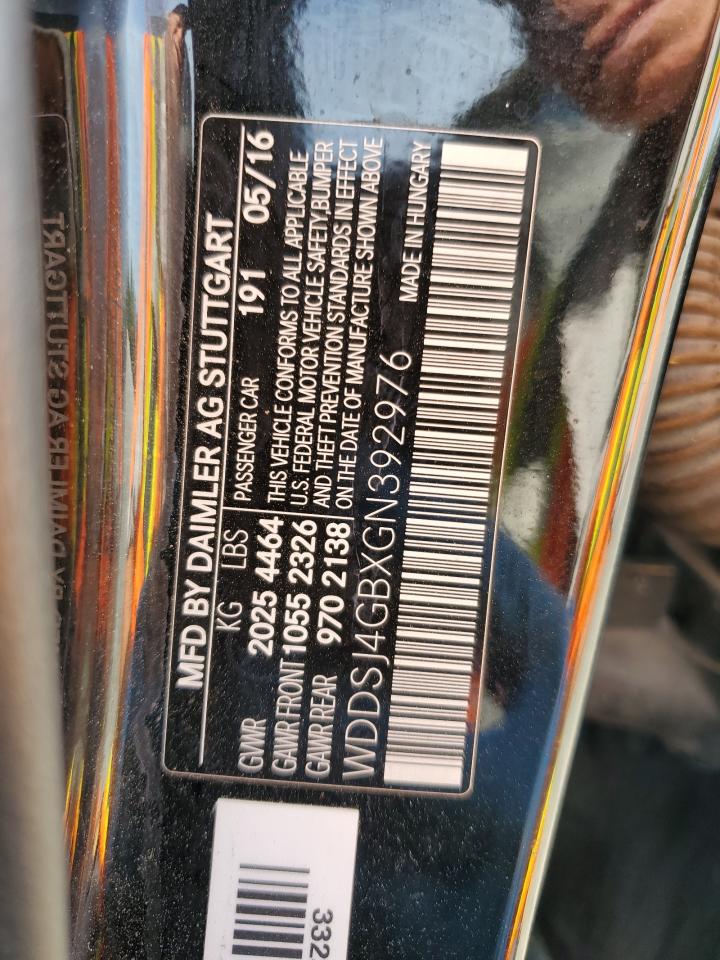 MFD BY DAIMLER AG STUTTGART
KG LBS PASSENGER CAR 191 05/16
GWR 2025 4464
GAWR FRONT 1055 2326
GAWR REAR 970 2138
THIS VEHICLE CONFORMS TO ALL APPLICABLE
U.S. FEDERAL MOTOR VEHICLE SAFETY,BUMPER
AND THEFT PREVENTION STANDARDS IN EFFECT
ON THE DATE OF MANUFACTURE SHOWN ABOVE
WDDSJ4GBXGN392976 MADE IN HUNGARY
332